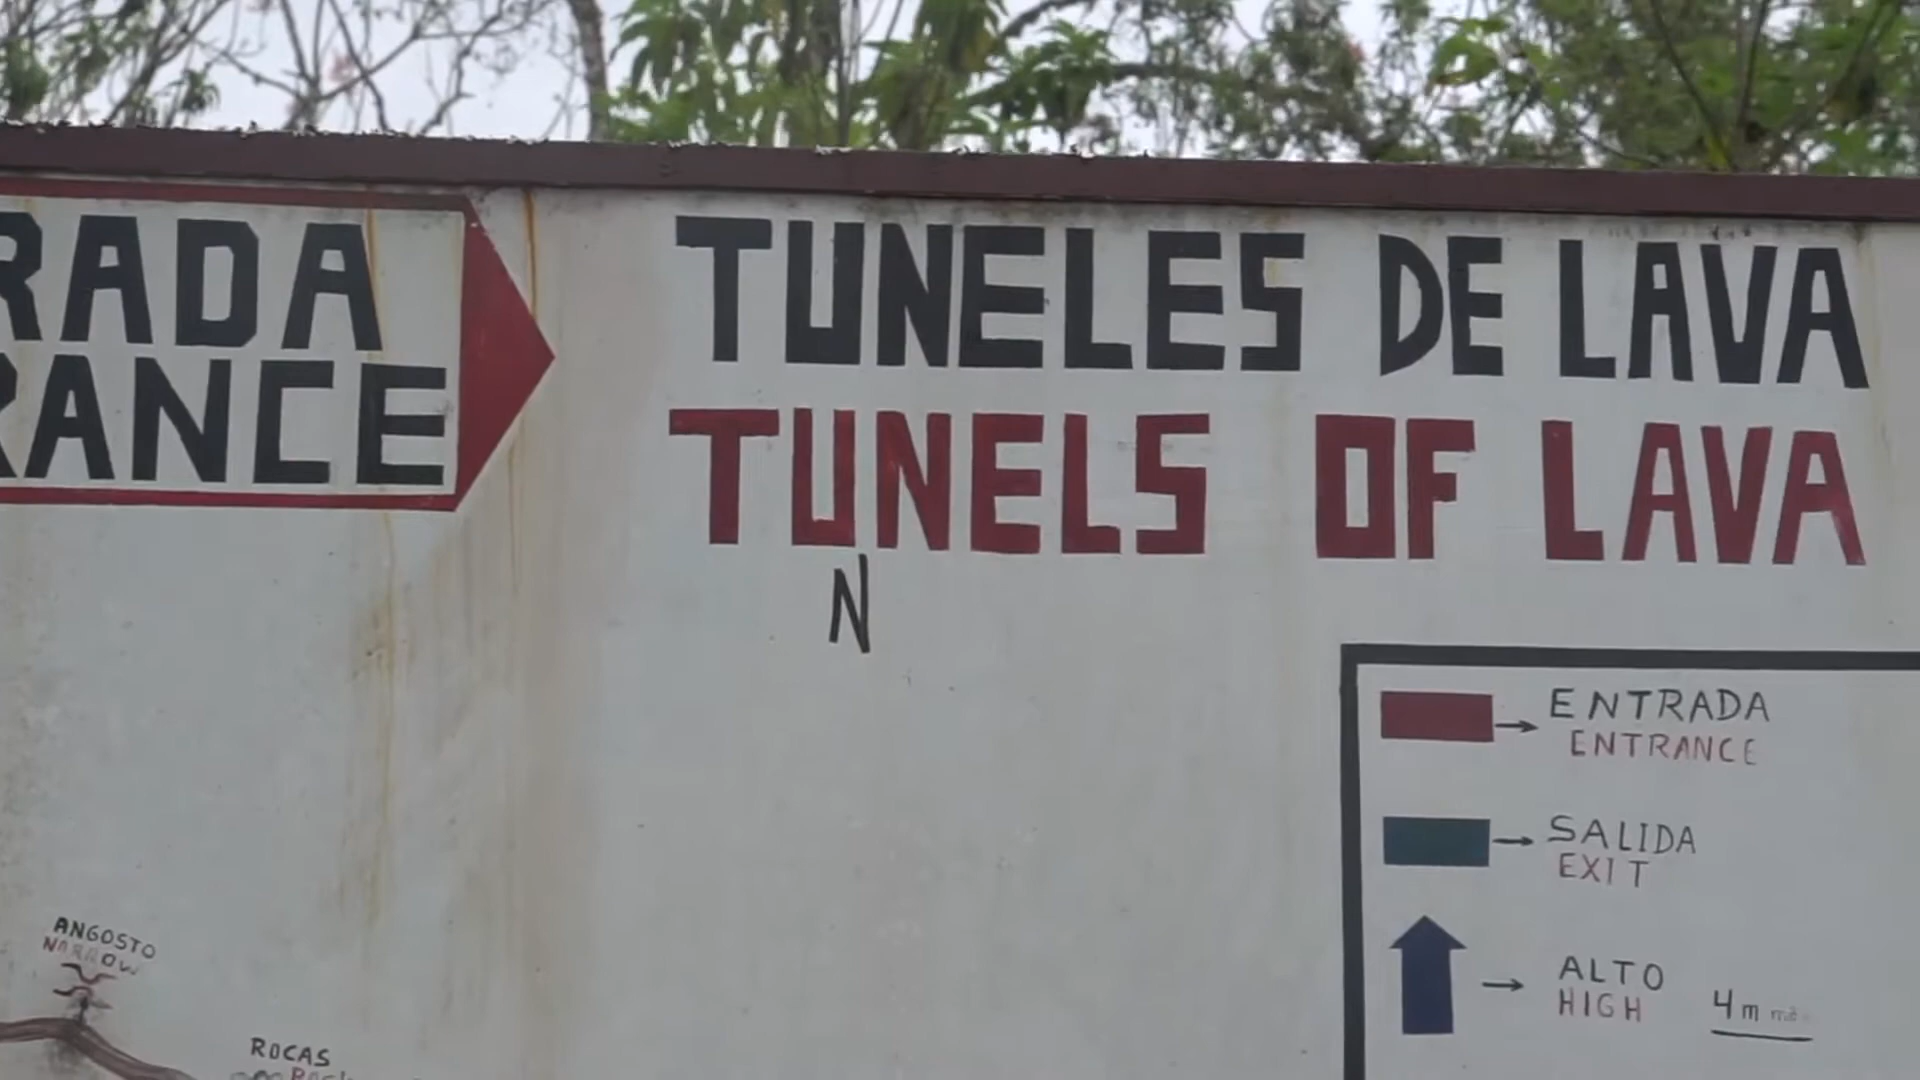 RADA
RANCE
TUNELES DE LAVA
TUNELS OF LAVA
N
ENTRADA
ENTRANCE
SALIDA
EXIT
ALTO
HIGH
4m
ANGOSTO
NARROW
ROCAS